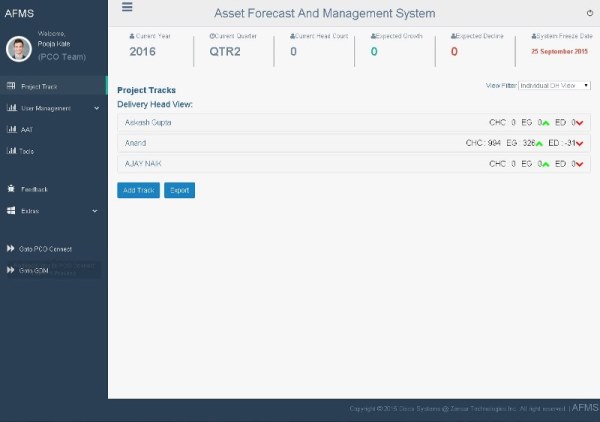 AFMS
Asset Forecast And Management System
Welcome,
Pooja Kale
(PCO Team)
Current Year
2016
Current Quarter
QTR2
Current Head Count
0
Expected Growth
0
Expected Decline
0
System Freeze Date
25 September 2015
Project Track
User Management
AAT
Tools
Feedback
Extras
Goto PCO Connect
Goto GDM
Project Tracks
View Filter Individual DH View
Delivery Head View:
Aakash Gupta CHC : 0 EG : 0 ED : 0
Anand CHC : 994 EG : 326 ED : -31
AJAY NAIK CHC : 0 EG : 0 ED : 0
Add Track Export
Copyright © 2016 Cisco Systems @ Zensar Technologies Inc.. All right reserved. | AFMS